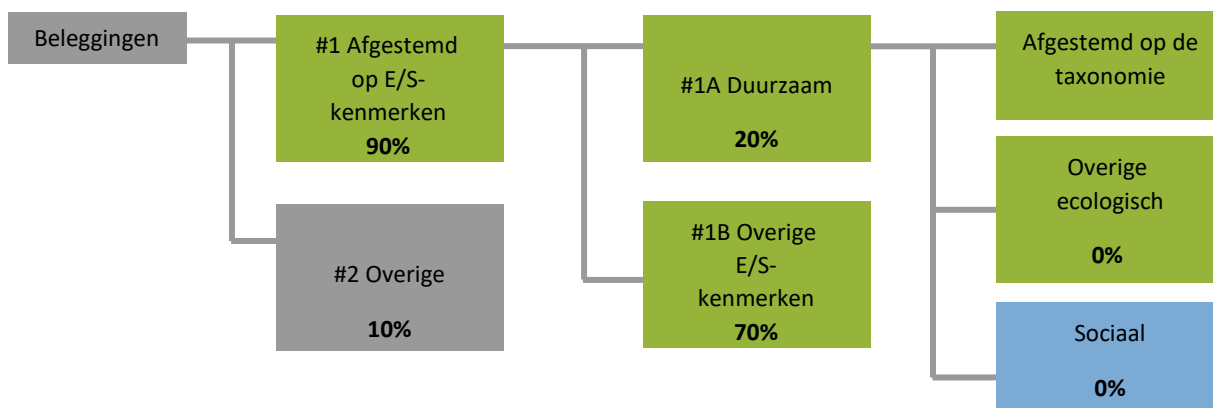 Beleggingen
#1 Afgestemd
op E/S-
kenmerken
90%
#2 Overige
10%
#1A Duurzaam
20%
#1B Overige
E/S-
kenmerken
70%
Afgestemd op de
taxonomie
Overige
ecologisch
0%
Sociaal
0%